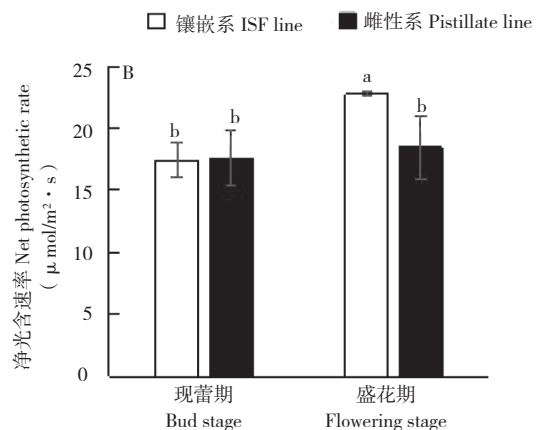 镶嵌系 ISF line 雌性系 Pistillate line
B
净光含速率 Net photosynthetic rate
（ μ mol/m²·s ）
25
20
15
10
5
0
b b a b
现蕾期 盛花期
Bud stage Flowering stage